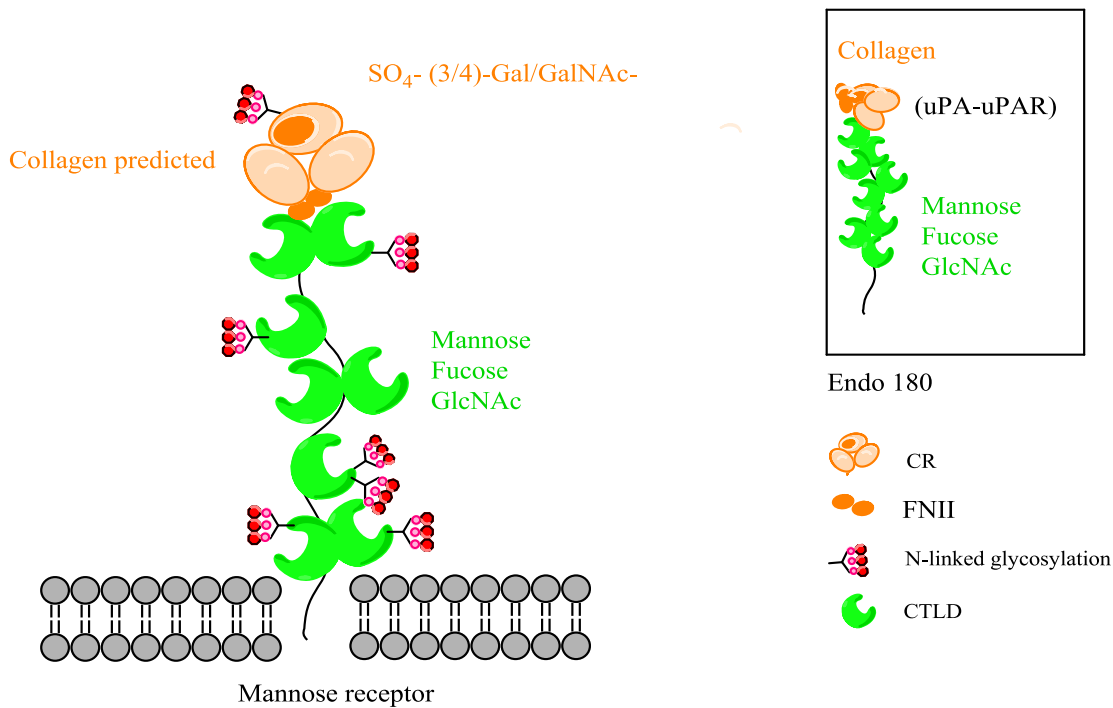 SO4- (3/4)-Gal/GalNAc-
Collagen predicted
Mannose
Fucose
GlcNAc
Mannose receptor
Collagen
(uPA-uPAR)
Mannose
Fucose
GlcNAc
Endo 180
CR
FNII
N-linked glycosylation
CTLD